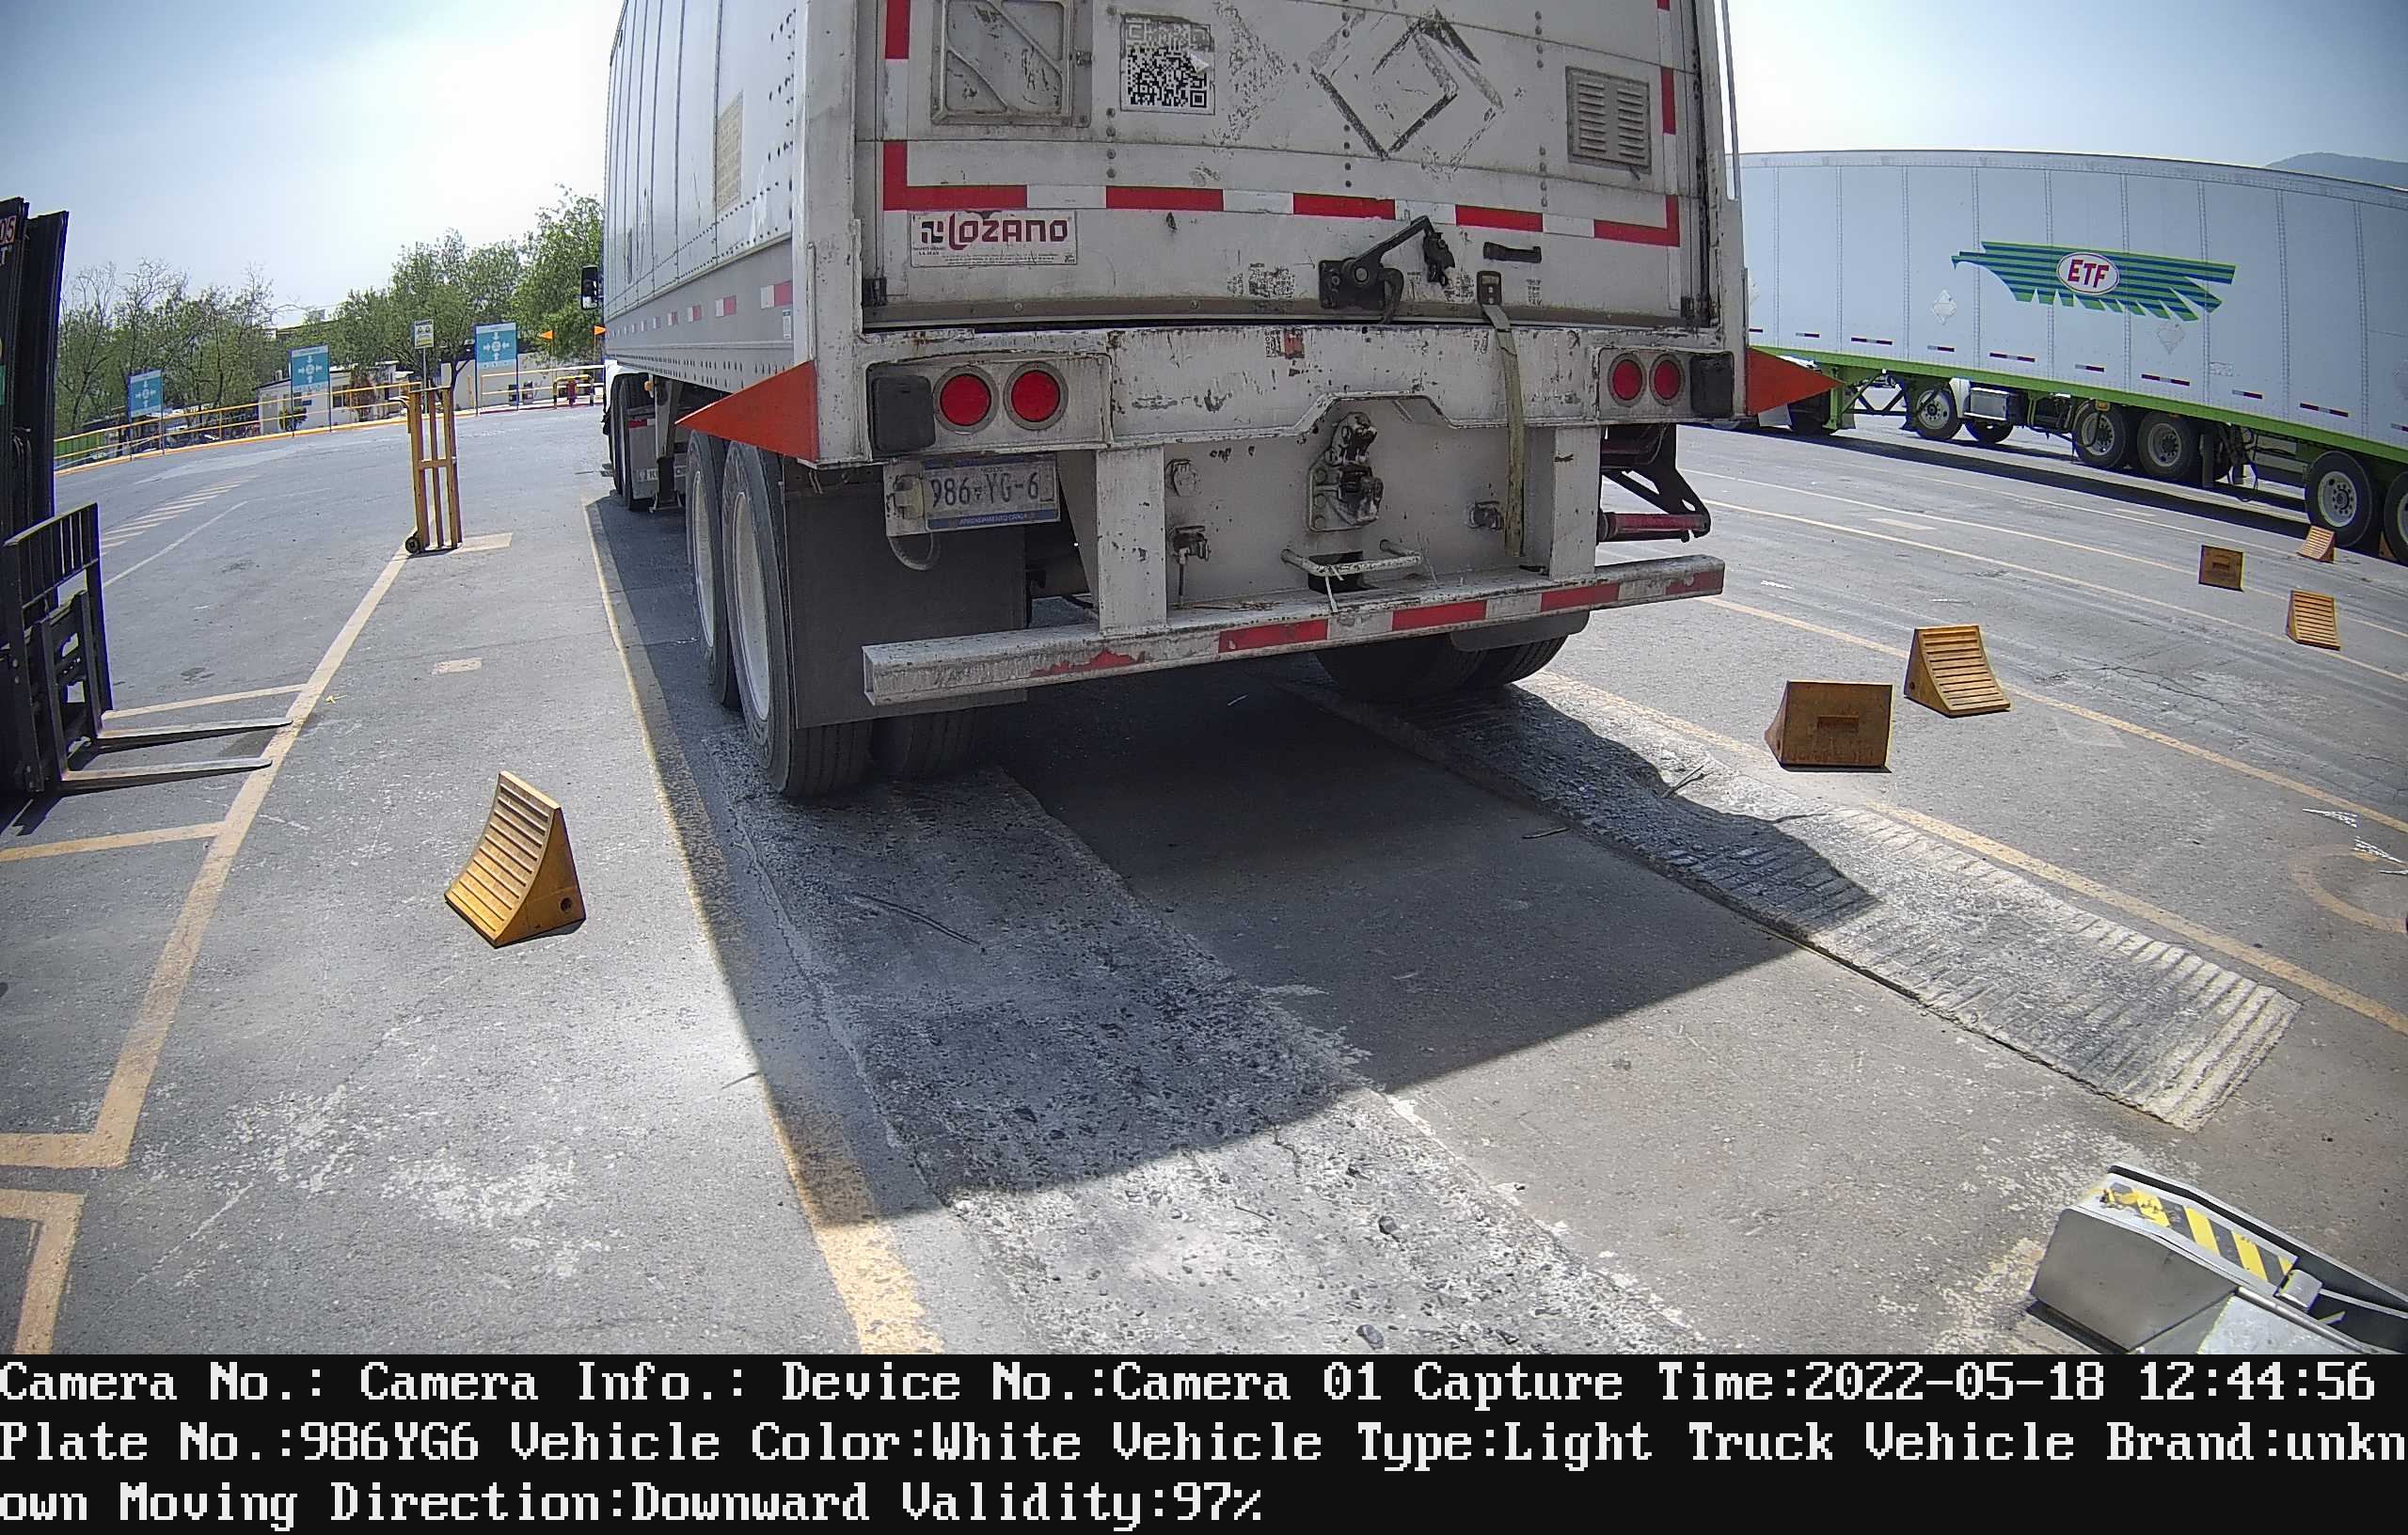 LOZANO
ETF
986-YG-6
Camera No.: Camera Info.: Device No.:Camera 01 Capture Time:2022-05-18 12:44:56
Plate No.:986YG6 Vehicle Color:White Vehicle Type:Light Truck Vehicle Brand:unkn
own Moving Direction:Downward Validity:97%